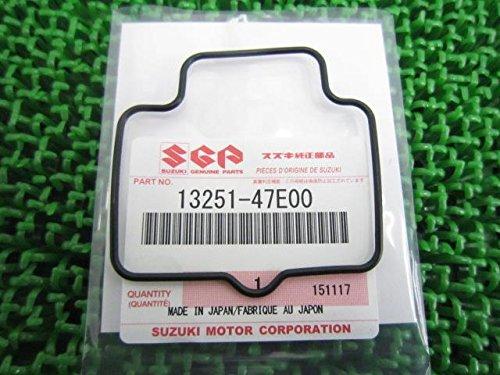 SGP
SUZUKI GENUINE PARTS
スズキ純正部品
PIECES D'ORIGINE DE SUZUKI
PART NO.
13251-47E00
1
151117
QUANTITY
(QUANTITÉ)
MADE IN JAPAN/FABRIQUE AU JAPON
SUZUKI MOTOR CORPORATION